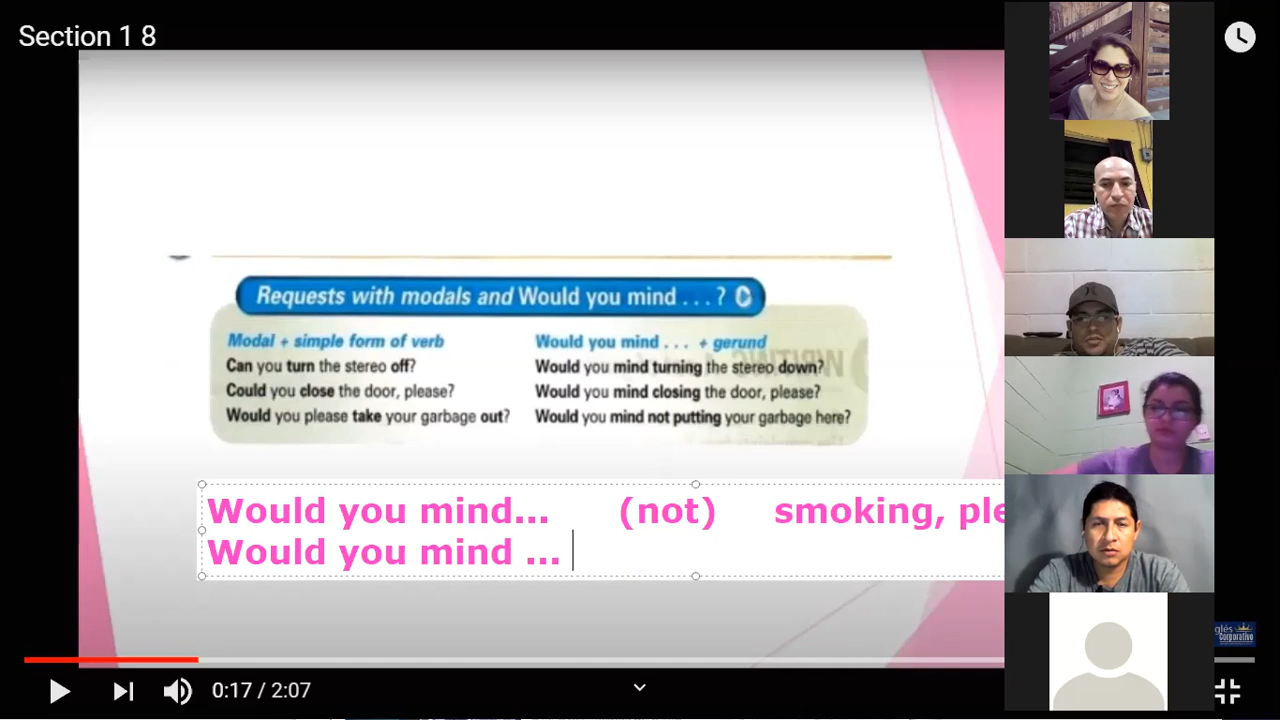 Section 1 8
Requests with modals and Would you mind . . . ?
Modal + simple form of verb
Can you turn the stereo off?
Could you close the door, please?
Would you please take your garbage out?
Would you mind . . . + gerund
Would you mind turning the stereo down?
Would you mind closing the door, please?
Would you mind not putting your garbage here?
Would you mind... (not) smoking, ple
Would you mind ...
glés
Corporativo
0:17 / 2:07